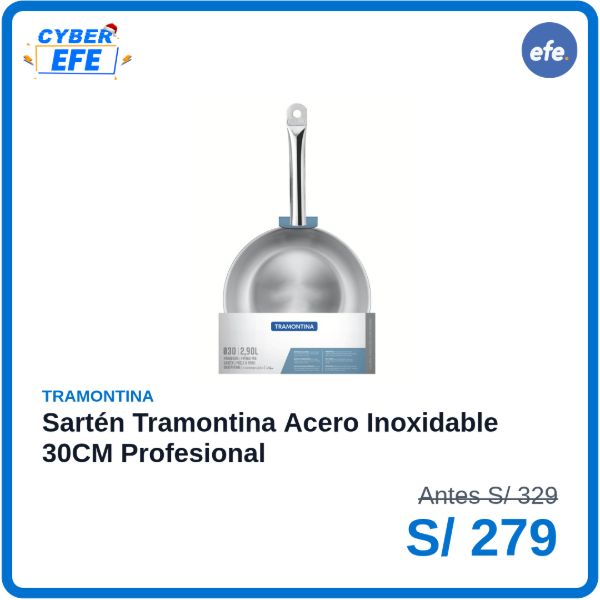 CYBER
EFE
efe.
TRAMONTINA
Ø30 | 2,90L
TRAMONTINA
Sartén Tramontina Acero Inoxidable
30CM Profesional
Antes S/ 329
S/ 279